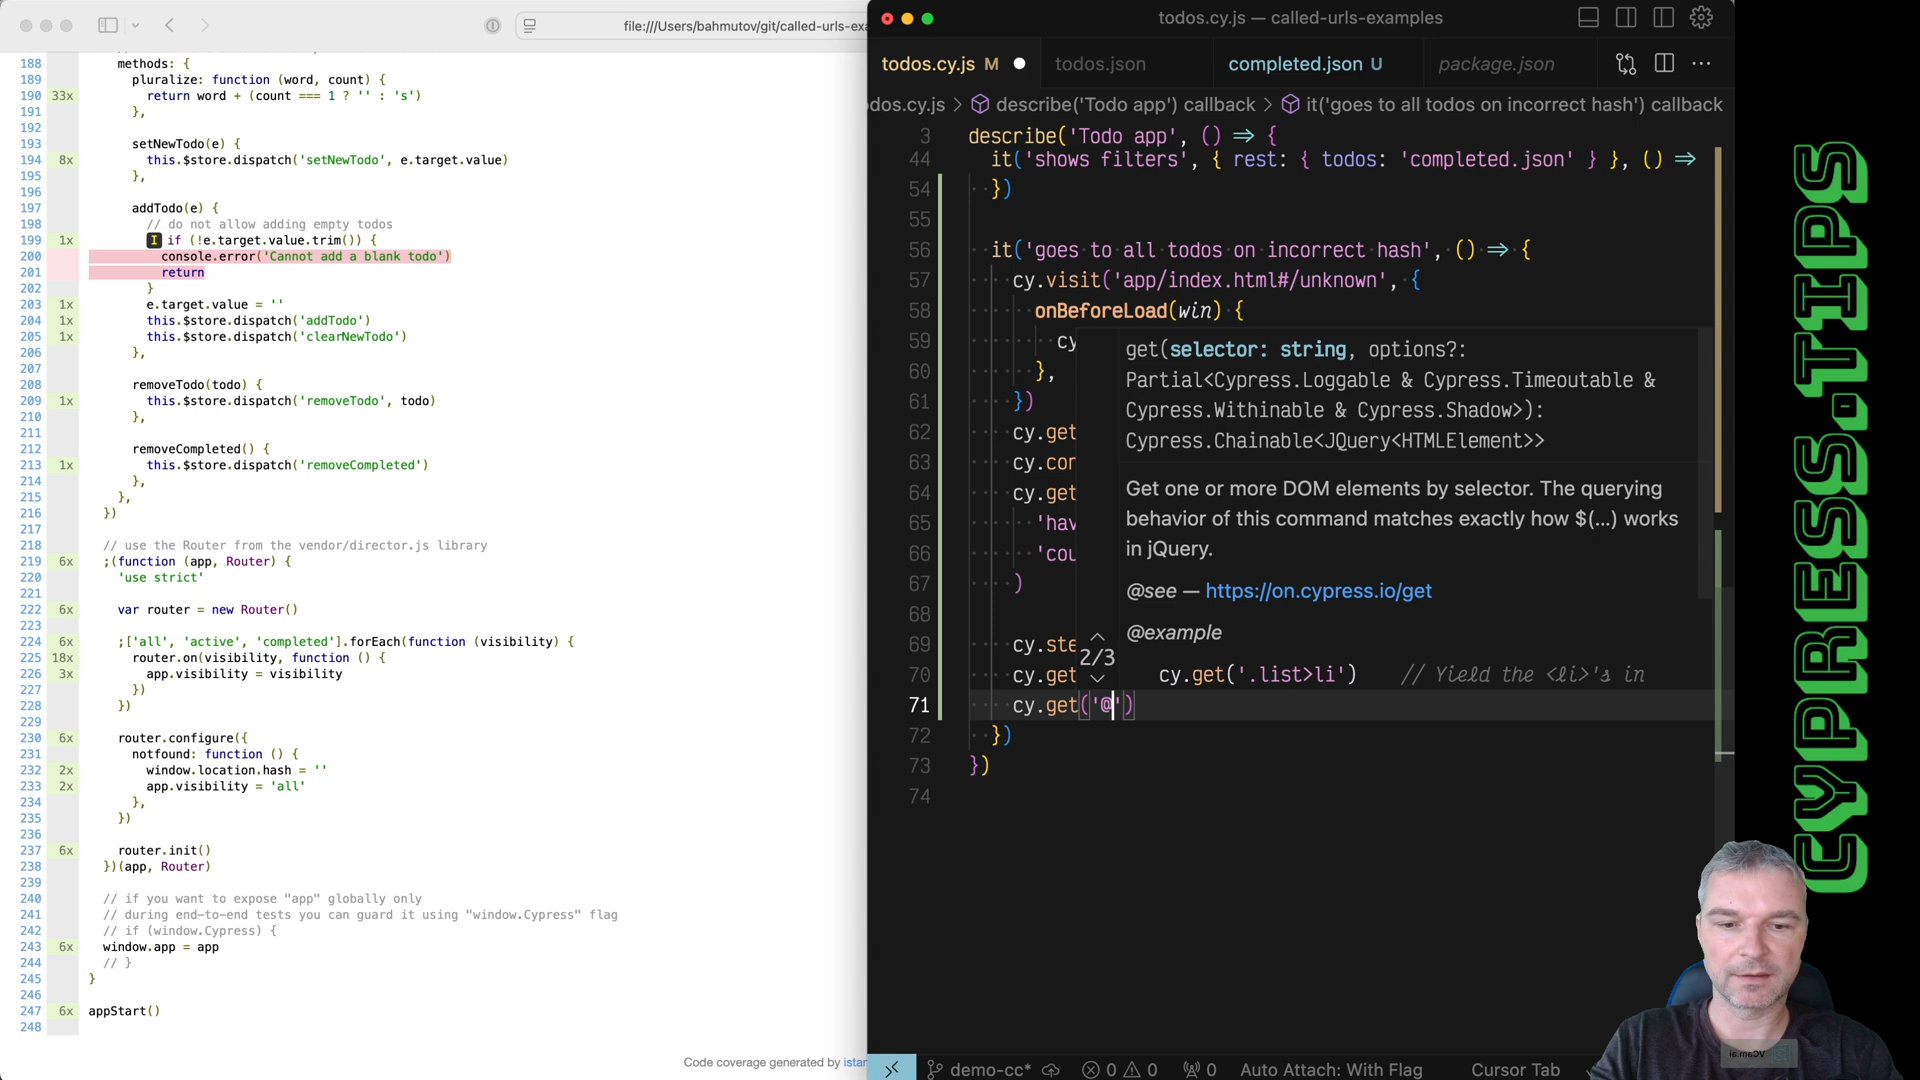 file:///Users/bahmutov/git/called-urls-exa
188 methods: {
189 pluralize: function (word, count) {
190 33x return word + (count === 1 ? '' : 's')
191 },
192
193 setNewTodo(e) {
194 8x this.$store.dispatch('setNewTodo', e.target.value)
195 },
196
197 addTodo(e) {
198 // do not allow adding empty todos
199 1x I if (!e.target.value.trim()) {
200 console.error('Cannot add a blank todo')
201 return
202 }
203 1x e.target.value = ''
204 1x this.$store.dispatch('addTodo')
205 1x this.$store.dispatch('clearNewTodo')
206 },
207
208 removeTodo(todo) {
209 1x this.$store.dispatch('removeTodo', todo)
210 },
211
212 removeCompleted() {
213 1x this.$store.dispatch('removeCompleted')
214 },
215 },
216 })
217
218 // use the Router from the vendor/director.js library
219 6x ;(function (app, Router) {
220 'use strict'
221
222 6x var router = new Router()
223
224 6x ;['all', 'active', 'completed'].forEach(function (visibility) {
225 18x router.on(visibility, function () {
226 3x app.visibility = visibility
227 })
228 })
229
230 6x router.configure({
231 notfound: function () {
232 2x window.location.hash = ''
233 2x app.visibility = 'all'
234 },
235 })
236
237 6x router.init()
238 })(app, Router)
239
240 // if you want to expose "app" globally only
241 // during end-to-end tests you can guard it using "window.Cypress" flag
242 // if (window.Cypress) {
243 6x window.app = app
244 // }
245 }
246
247 6x appStart()
248
Code coverage generated by istan
todos.cy.js — called-urls-examples
todos.cy.js M todos.json completed.json U package.json
dos.cy.js > describe('Todo app') callback > it('goes to all todos on incorrect hash') callback
3 describe('Todo app', () => {
44 it('shows filters', { rest: { todos: 'completed.json' } }, () =>
54 })
55
56 it('goes to all todos on incorrect hash', () => {
57 cy.visit('app/index.html#/unknown', {
58 onBeforeLoad(win) {
59 cy
60 },
61 })
62 cy.get
63 cy.con
64 cy.get
65 'hav
66 'cou
67 )
68
69 cy.ste
70 cy.get
71 cy.get('@')
72 })
73 })
74
get(selector: string, options?:
Partial<Cypress.Loggable & Cypress.Timeoutable &
Cypress.Withinable & Cypress.Shadow>):
Cypress.Chainable<JQuery<HTMLElement>>
Get one or more DOM elements by selector. The querying
behavior of this command matches exactly how $(...) works
in jQuery.
@see — https://on.cypress.io/get
@example
2/3
cy.get('.list>li') // Yield the <li>'s in
demo-cc* 0 0 0 Auto Attach: With Flag Cursor Tab
CYPRESS.TIPS
VCam.ai